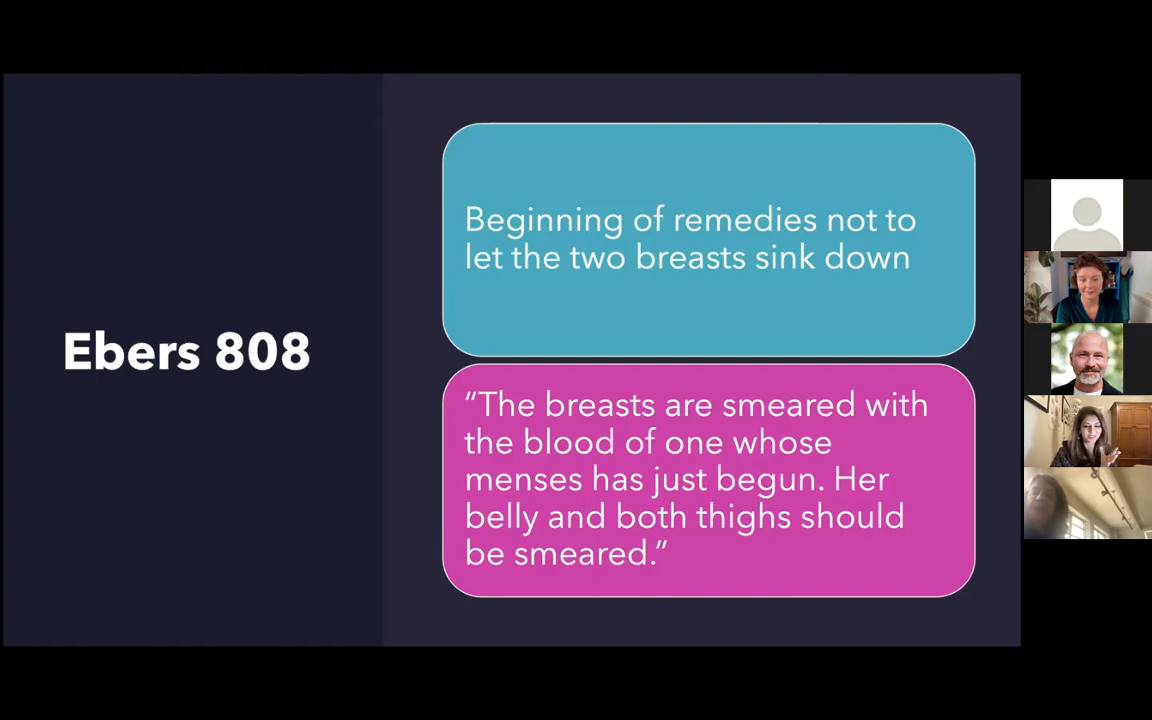 Ebers 808
Beginning of remedies not to
let the two breasts sink down
“The breasts are smeared with
the blood of one whose
menses has just begun. Her
belly and both thighs should
be smeared.”